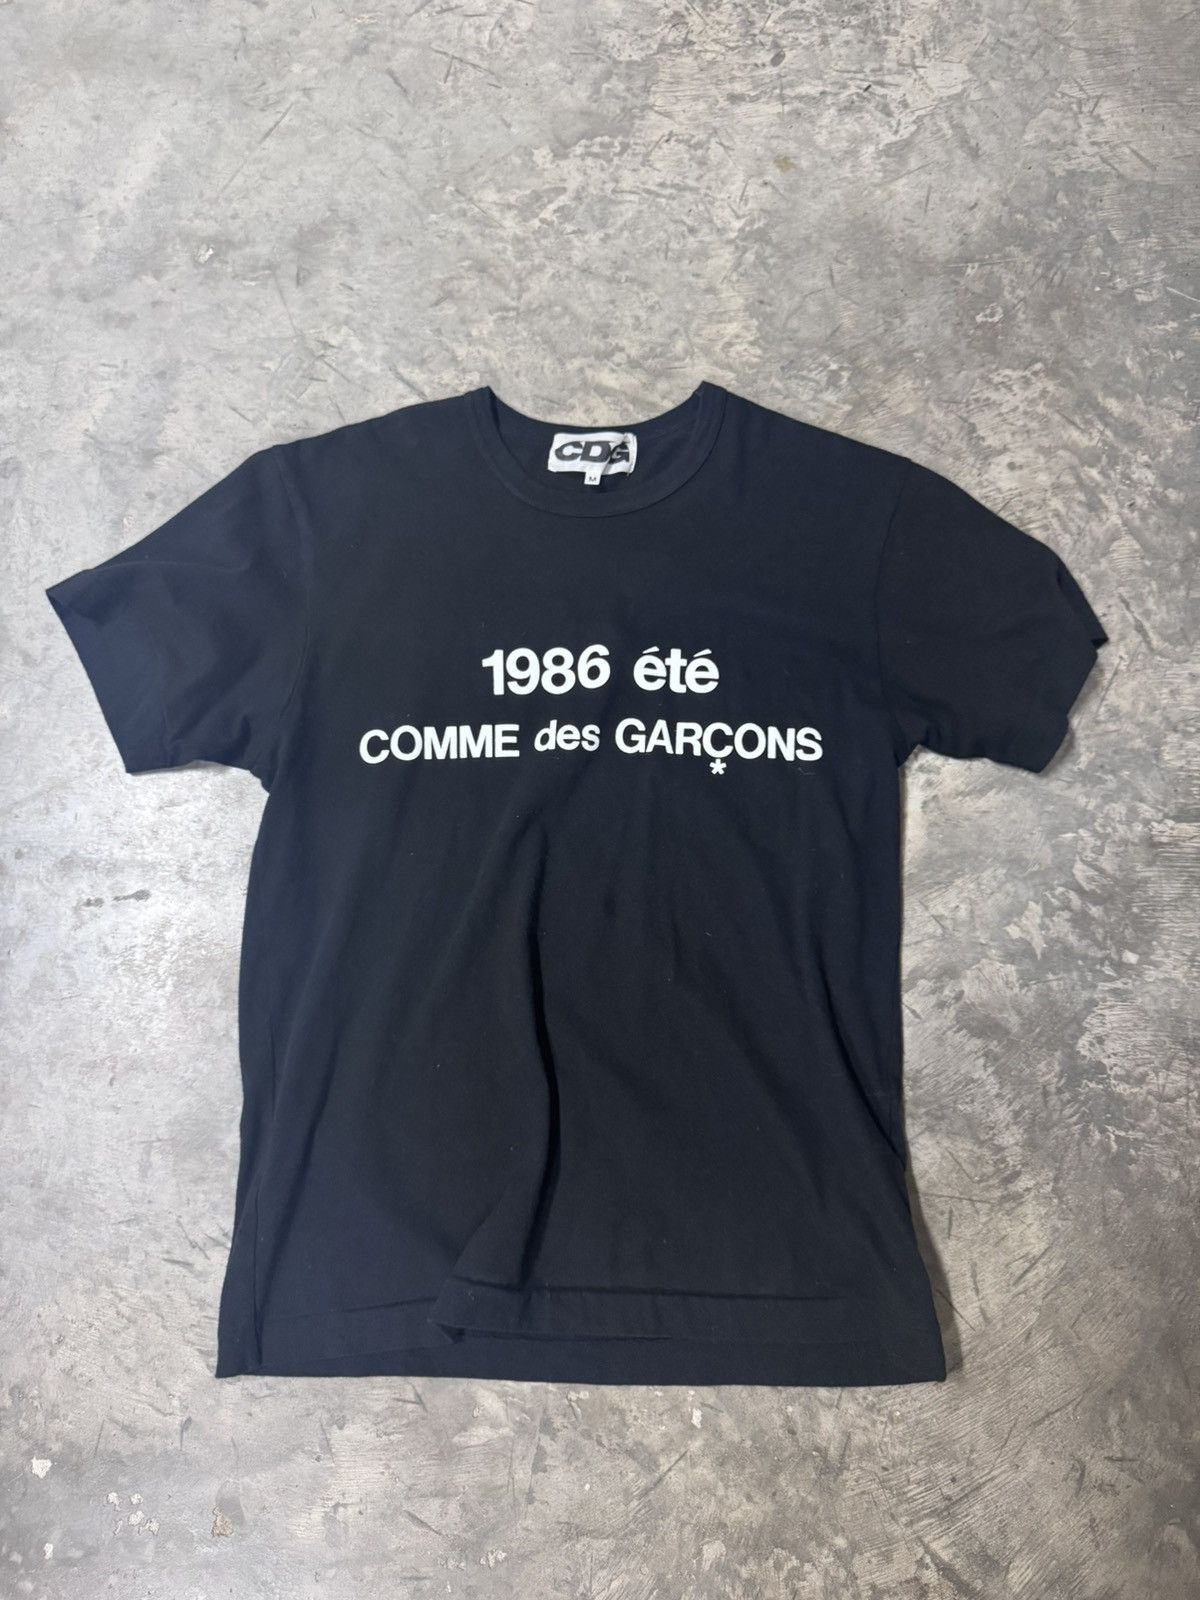 CDG
M
1986 été
COMME des GARÇONS
*